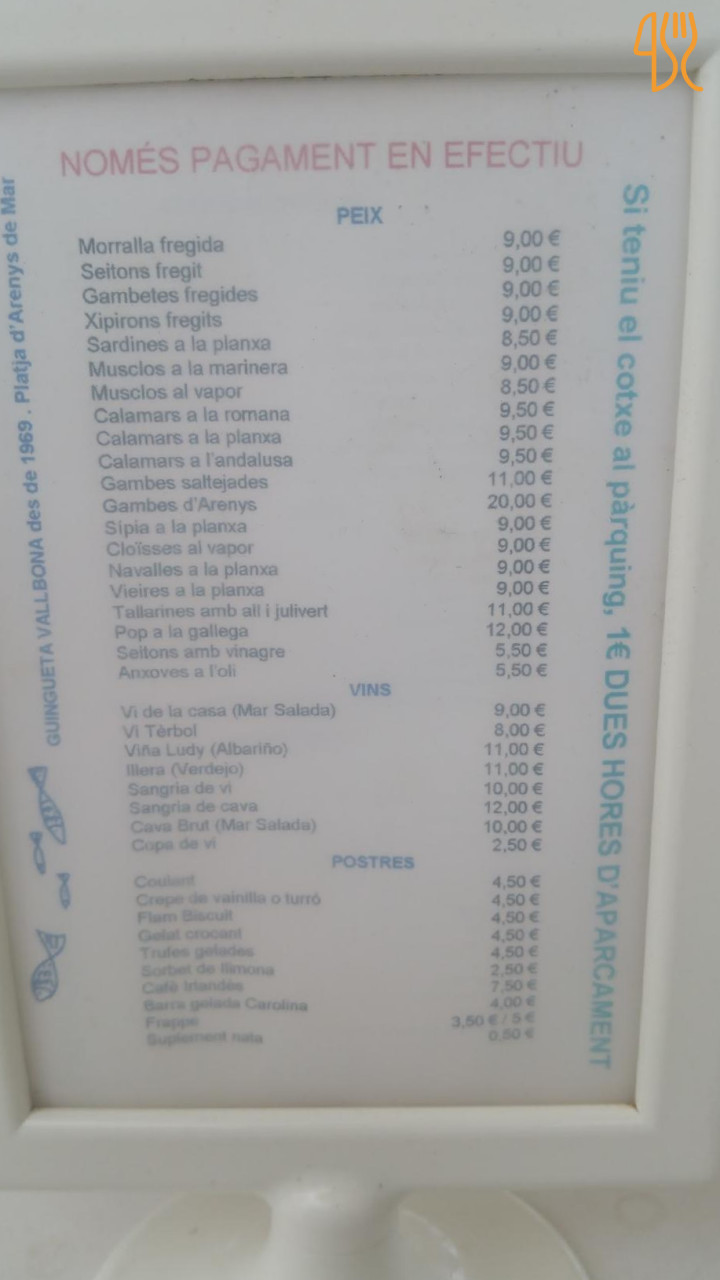 NOMÉS PAGAMENT EN EFECTIU
PEIX
Morralla fregida 9,00 €
Seitons fregit 9,00 €
Gambetes fregides 9,00 €
Xipirons fregits 9,00 €
Sardines a la planxa 8,50 €
Musclos a la marinera 9,00 €
Musclos al vapor 8,50 €
Calamars a la romana 9,50 €
Calamars a la planxa 9,50 €
Calamars a l'andalusa 9,50 €
Gambes saltejades 11,00 €
Gambes d'Arenys 20,00 €
Sípia a la planxa 9,00 €
Cloïsses al vapor 9,00 €
Navalles a la planxa 9,00 €
Vieires a la planxa 9,00 €
Tallarines amb all i julivert 11,00 €
Pop a la gallega 12,00 €
Seitons amb vinagre 5,50 €
Anxoves a l'oli 5,50 €
VINS
Vi de la casa (Mar Salada) 9,00 €
Vi Tèrbol 8,00 €
Viña Ludy (Albariño) 11,00 €
Illera (Verdejo) 11,00 €
Sangria de vi 10,00 €
Sangria de cava 12,00 €
Cava Brut (Mar Salada) 10,00 €
Copa de vi 2,50 €
POSTRES
Coulant 4,50 €
Crepe de vainilla o turró 4,50 €
Flam Biscuit 4,50 €
Gelat crocant 4,50 €
Trufes gelades 4,50 €
Sorbet de llimona 2,50 €
Cafè Irlandès 7,50 €
Barra gelada Carolina 4,00 €
Frappé 3,50 € / 5 €
Suplement nata 0,50 €
GUINGUETA VALLBONA des de 1969 . Platja d'Arenys de Mar
Si teniu el cotxe al pàrquing, 1€ DUES HORES D'APARCAMENT